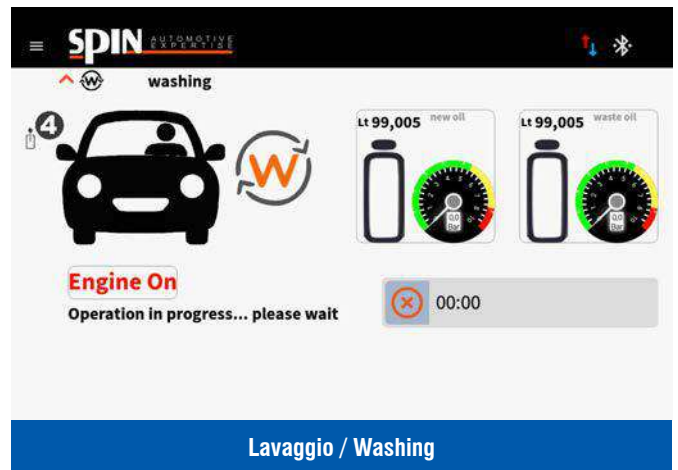 SPIN AUTOMOTIVE EXPERTISE
W washing
4
W
Lt 99,005 new oil
Lt 99,005 waste oil
0.0 Bar
0.0 Bar
Engine On
Operation in progress... please wait
00:00
Lavaggio / Washing